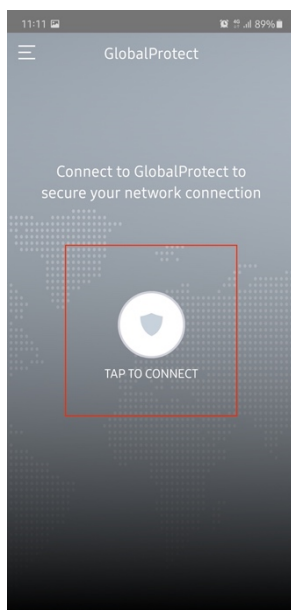 11:11
89%
GlobalProtect
Connect to GlobalProtect to
secure your network connection
TAP TO CONNECT